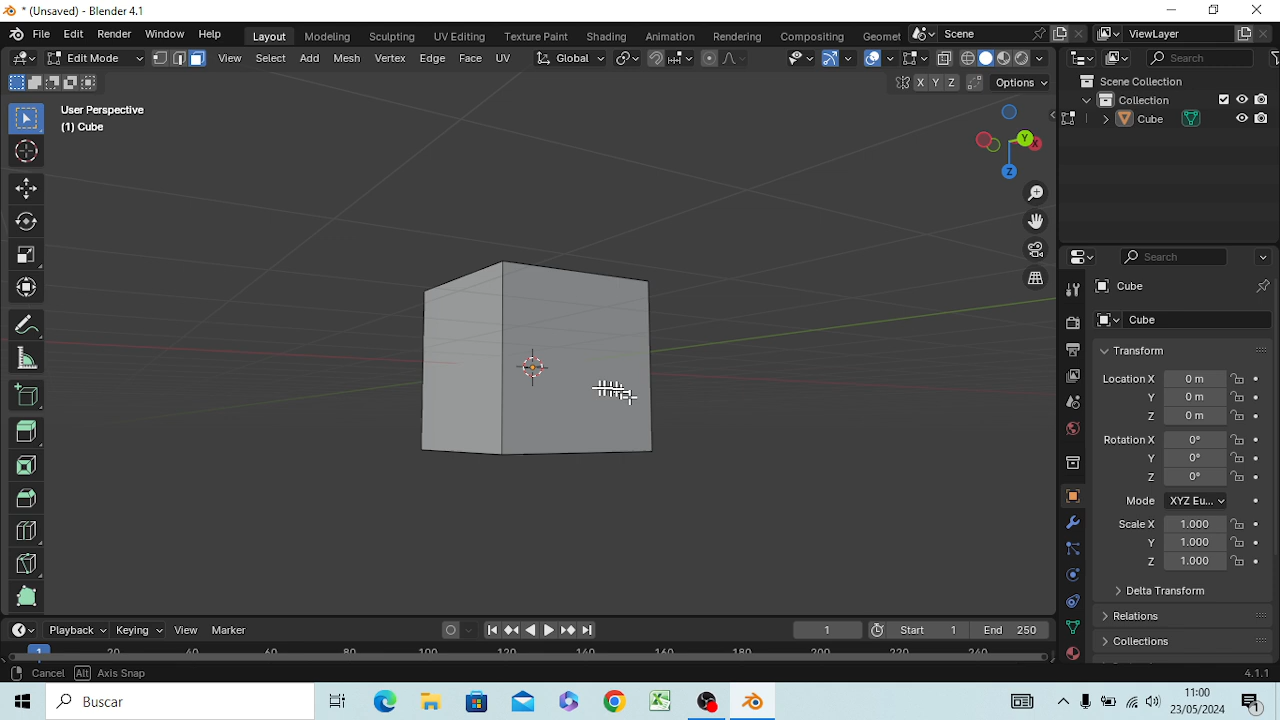 * (Unsaved) - Blender 4.1
File Edit Render Window Help Layout Modeling Sculpting UV Editing Texture Paint Shading Animation Rendering Compositing Geomet Scene ViewLayer
Edit Mode View Select Add Mesh Vertex Edge Face UV Global Search
X Y Z Options
User Perspective
(1) Cube
Scene Collection
Collection
Cube
Y
X
Z
Search
Cube
Cube
Transform
Location X 0 m
Y 0 m
Z 0 m
Rotation X 0°
Y 0°
Z 0°
Mode XYZ Eu...
Scale X 1.000
Y 1.000
Z 1.000
Delta Transform
Relations
Collections
Playback Keying View Marker 1 Start 1 End 250
1 20 40 60 80 100 120 140 160 180 200 220 240
Cancel Alt Axis Snap 4.1.1
Buscar
11:00
23/05/2024
1